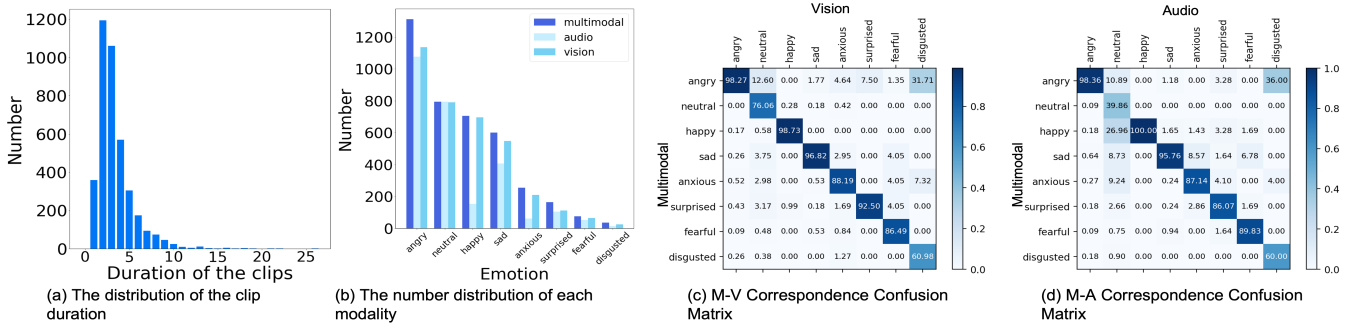 1200
1000
800
600
400
200
0
Number
0 5 10 15 20 25
Duration of the clips
(a) The distribution of the clip
duration
1200
1000
800
600
400
200
0
Number
multimodal
audio
vision
angry neutral happy sad anxious surprised fearful disgusted
Emotion
(b) The number distribution of each
modality
Vision
angry neutral happy sad anxious surprised fearful disgusted
Multimodal
angry 98.27 12.60 0.00 1.77 4.64 7.50 1.35 31.71
neutral 0.00 76.06 0.28 0.18 0.42 0.00 0.00 0.00
happy 0.17 0.58 98.73 0.00 0.00 0.00 0.00 0.00
sad 0.26 3.75 0.00 96.82 2.95 0.00 4.05 0.00
anxious 0.52 2.98 0.00 0.53 88.19 0.00 0.00 7.32
surprised 0.43 3.17 0.99 0.18 1.69 92.50 4.05 0.00
fearful 0.09 0.48 0.00 0.53 0.84 0.00 86.49 0.00
disgusted 0.26 0.38 0.00 0.00 1.27 0.00 0.00 60.98
0.8
0.6
0.4
0.2
0.0
(c) M-V Correspondence Confusion
Matrix
Audio
angry neutral happy sad anxious surprised fearful disgusted
Multimodal
angry 98.36 10.89 0.00 1.18 0.00 3.28 0.00 36.00
neutral 0.09 39.86 0.00 0.00 0.00 0.00 0.00 0.00
happy 0.18 26.96 100.00 1.65 1.43 3.28 1.69 0.00
sad 0.64 8.73 0.00 95.76 8.57 1.64 6.78 0.00
anxious 0.27 9.24 0.00 0.24 87.14 4.10 0.00 4.00
surprised 0.18 2.66 0.00 0.24 2.86 86.07 1.69 0.00
fearful 0.09 0.75 0.00 0.94 0.00 1.64 89.83 0.00
disgusted 0.18 0.90 0.00 0.00 0.00 0.00 0.00 60.00
1.0
0.8
0.6
0.4
0.2
0.0
(d) M-A Correspondence Confusion
Matrix